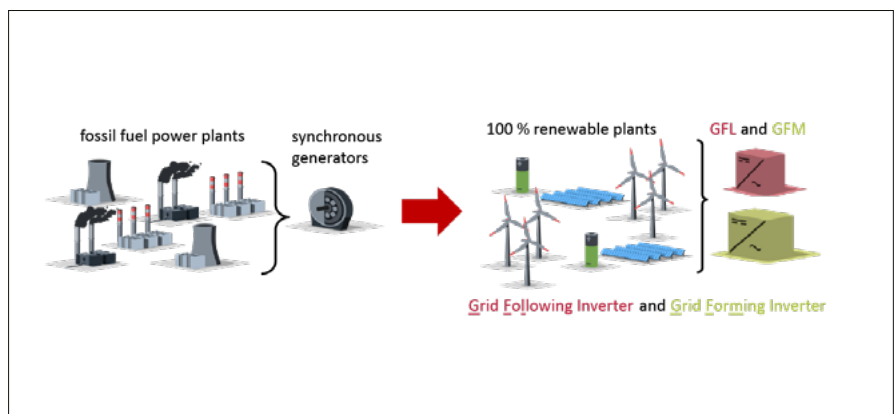 fossil fuel power plants
synchronous
generators
100 % renewable plants
GFL and GFM
Grid Following Inverter and Grid Forming Inverter